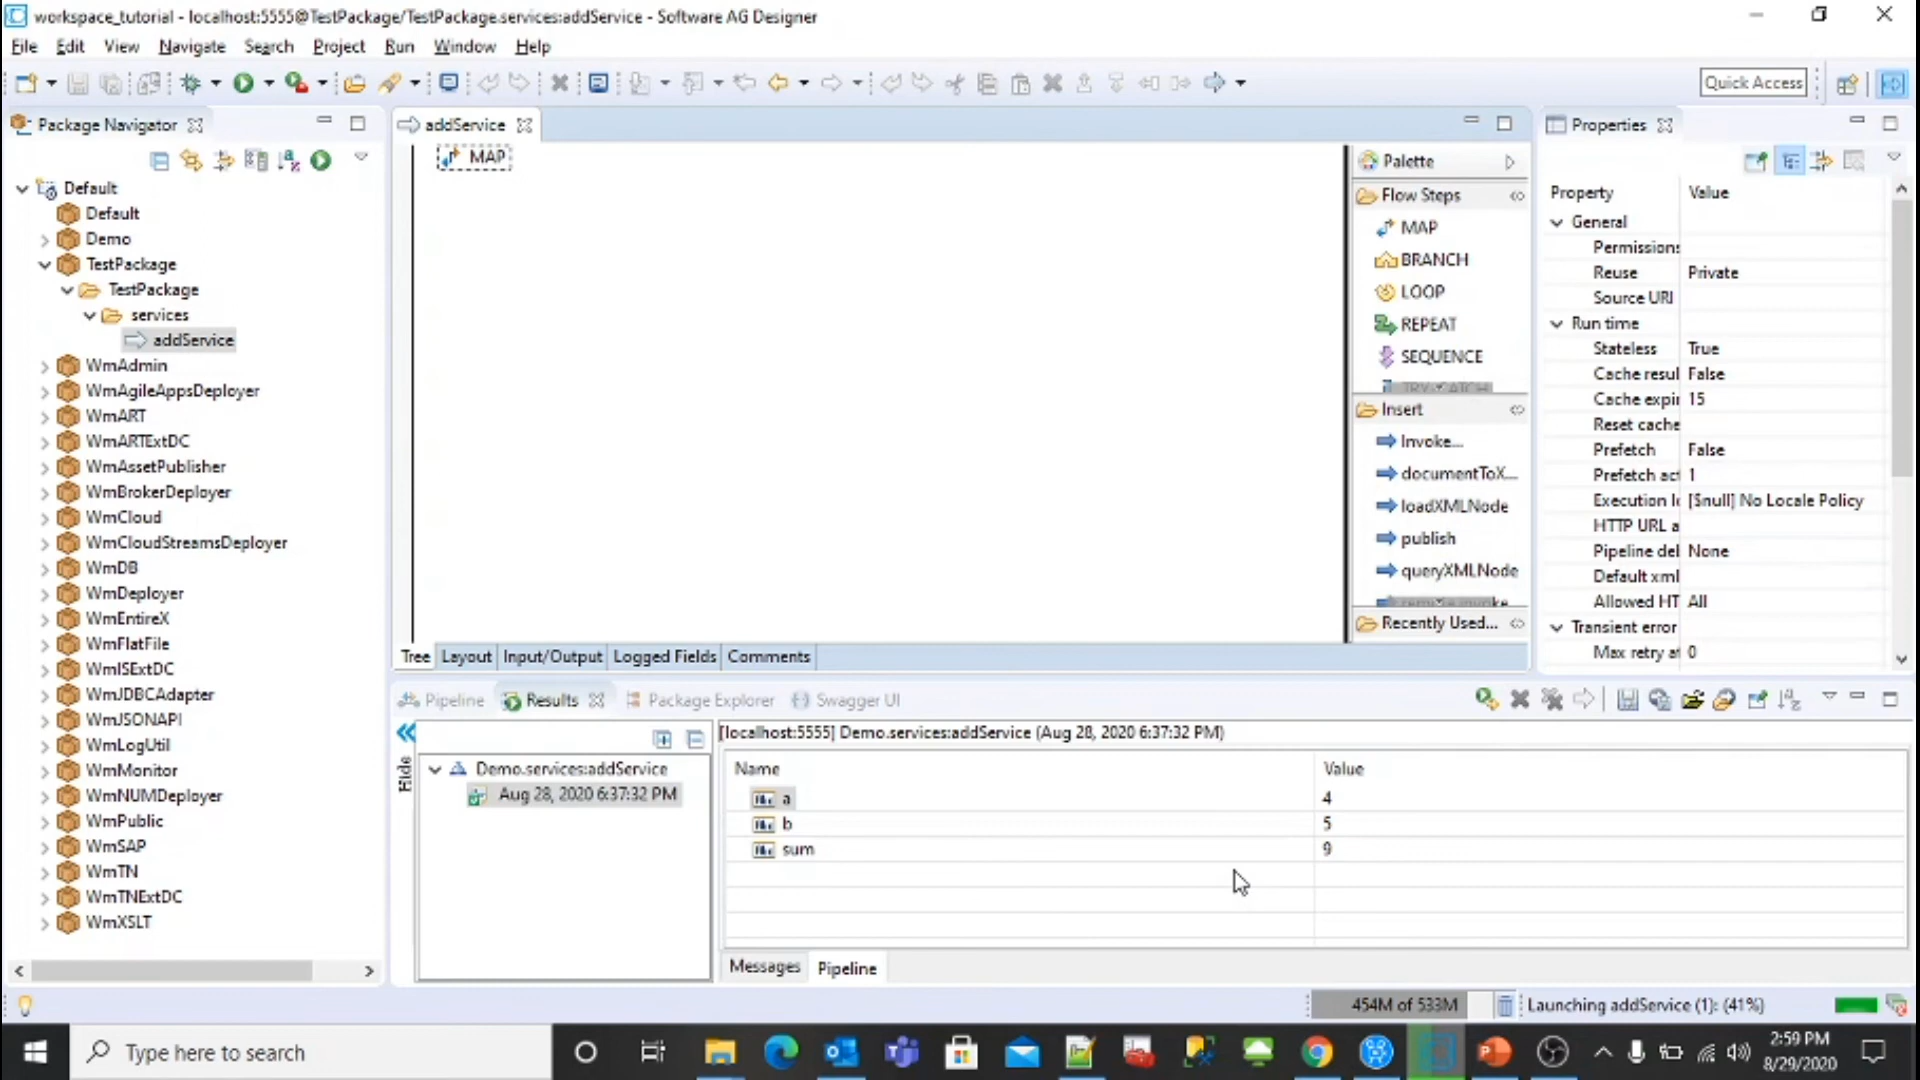 workspace_tutorial - localhost:5555@TestPackage/TestPackage.services:addService - Software AG Designer
File Edit View Navigate Search Project Run Window Help
Quick Access
Package Navigator
Default
Default
Demo
TestPackage
TestPackage
services
addService
WmAdmin
WmAgileAppsDeployer
WmART
WmARTExtDC
WmAssetPublisher
WmBrokerDeployer
WmCloud
WmCloudStreamsDeployer
WmDB
WmDeployer
WmEntireX
WmFlatFile
WmISExtDC
WmJDBCAdapter
WmJSONAPI
WmLogUtil
WmMonitor
WmNUMDeployer
WmPublic
WmSAP
WmTN
WmTNExtDC
WmXSLT
addService
MAP
Palette
Flow Steps
MAP
BRANCH
LOOP
REPEAT
SEQUENCE
Insert
Invoke...
documentToX...
loadXMLNode
publish
queryXMLNode
Recently Used...
Tree Layout Input/Output Logged Fields Comments
Properties
Property Value
General
Permissions
Reuse Private
Source URI
Run time
Stateless True
Cache resul False
Cache expir 15
Reset cache
Prefetch False
Prefetch act 1
Execution lo [$null] No Locale Policy
HTTP URL a
Pipeline del None
Default xml
Allowed HT All
Transient error
Max retry at 0
Pipeline Results Package Explorer Swagger UI
Hide
Demo.services:addService
Aug 28, 2020 6:37:32 PM
[localhost:5555] Demo.services:addService (Aug 28, 2020 6:37:32 PM)
Name Value
a 4
b 5
sum 9
Messages Pipeline
454M of 533M
Launching addService (1): (41%)
Type here to search
2:59 PM
8/29/2020